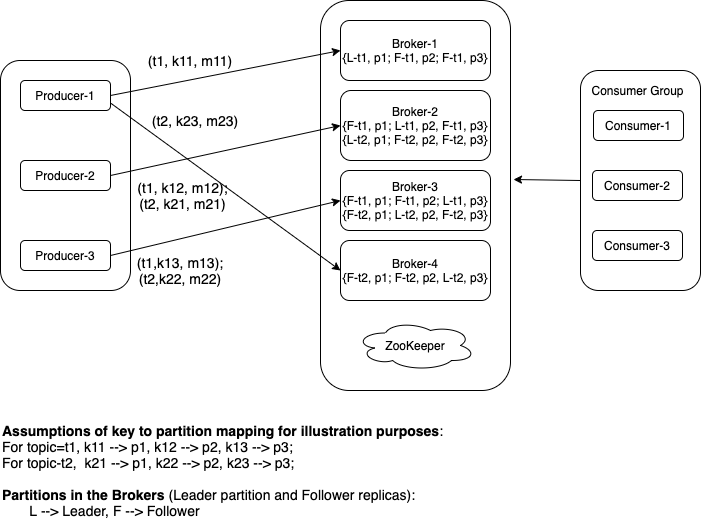 Producer-1
Producer-2
Producer-3
(t1, k11, m11)
(t2, k23, m23)
(t1, k12, m12);
(t2, k21, m21)
(t1,k13, m13);
(t2,k22, m22)
Broker-1
{L-t1, p1; F-t1, p2; F-t1, p3}
Broker-2
{F-t1, p1; L-t1, p2, F-t1, p3}
{L-t2, p1; F-t2, p2, F-t2, p3}
Broker-3
{F-t1, p1; F-t1, p2; L-t1, p3}
{F-t2, p1; L-t2, p2, F-t2, p3}
Broker-4
{F-t2, p1; F-t2, p2, L-t2, p3}
ZooKeeper
Consumer Group
Consumer-1
Consumer-2
Consumer-3
Assumptions of key to partition mapping for illustration purposes:
For topic=t1, k11 --> p1, k12 --> p2, k13 --> p3;
For topic-t2, k21 --> p1, k22 --> p2, k23 --> p3;
Partitions in the Brokers (Leader partition and Follower replicas):
L --> Leader, F --> Follower